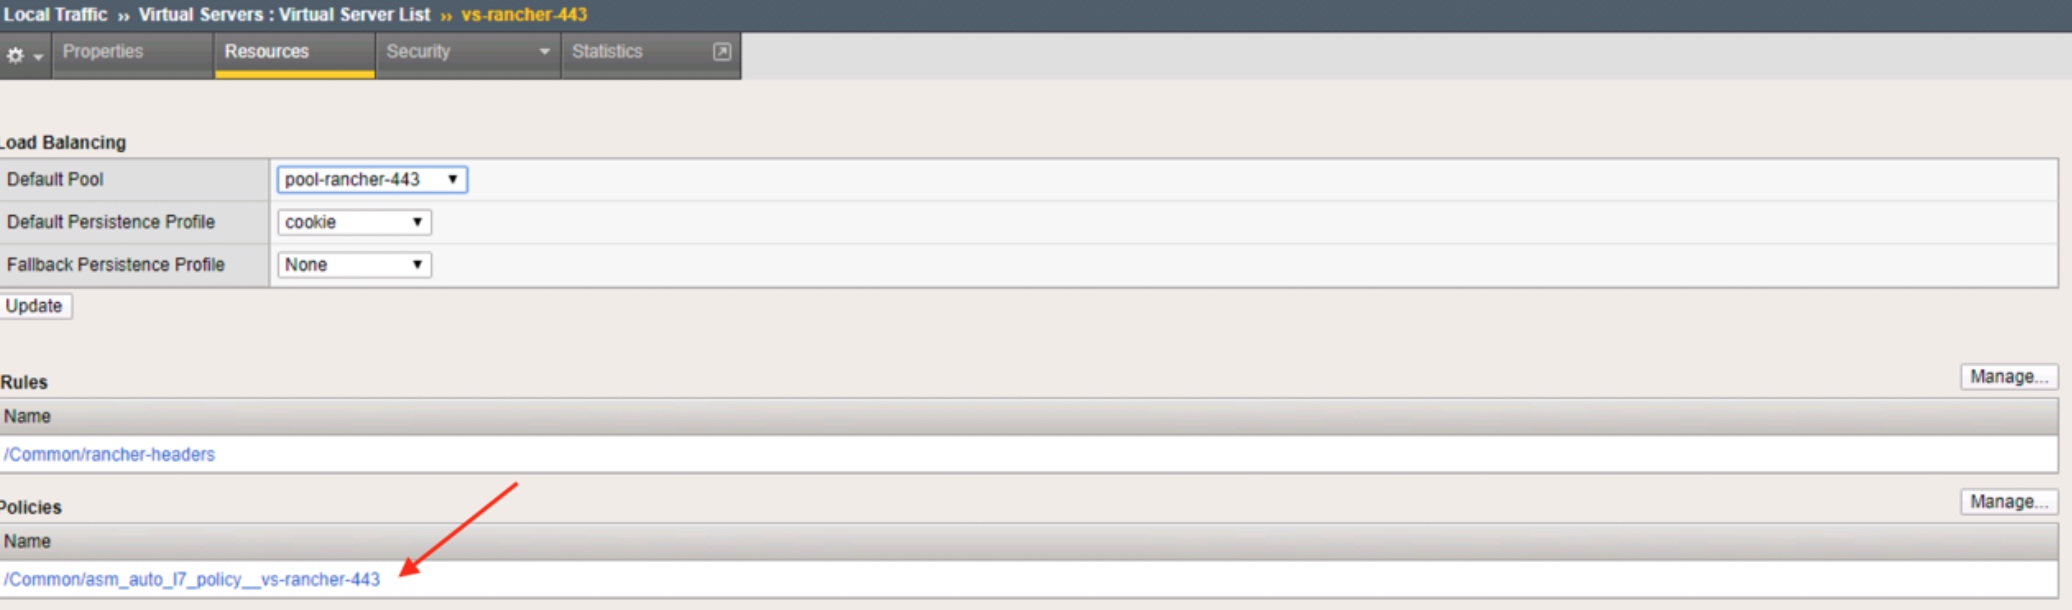 Local Traffic ›› Virtual Servers : Virtual Server List ›› vs-rancher-443
Properties Resources Security Statistics
Load Balancing
Default Pool pool-rancher-443
Default Persistence Profile cookie
Fallback Persistence Profile None
Update
Rules Manage...
Name
/Common/rancher-headers
Policies Manage...
Name
/Common/asm_auto_l7_policy__vs-rancher-443